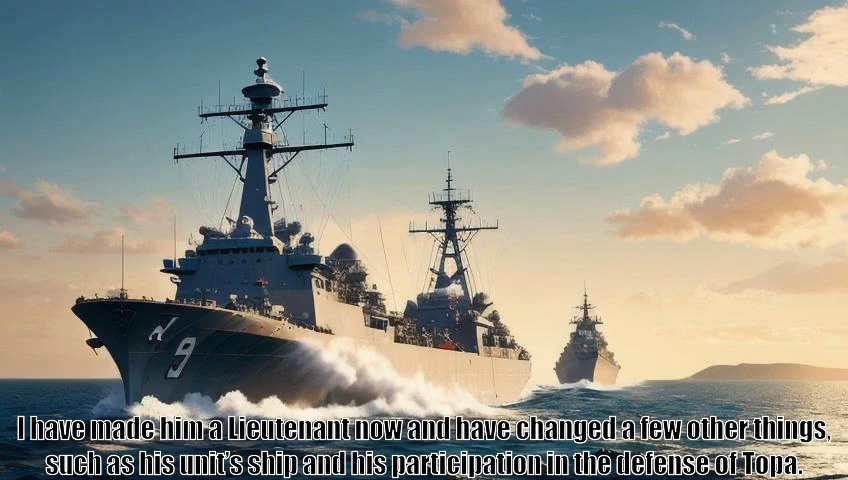 9
I have made him a Lieutenant now and have changed a few other things,
such as his unit's ship and his participation in the defense of Topa.